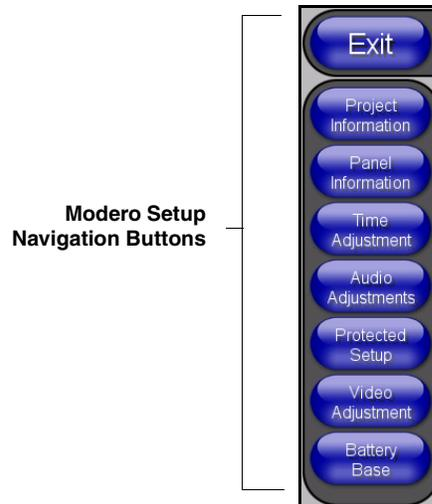 Modero Setup
Navigation Buttons
Exit
Project
Information
Panel
Information
Time
Adjustment
Audio
Adjustments
Protected
Setup
Video
Adjustment
Battery
Base